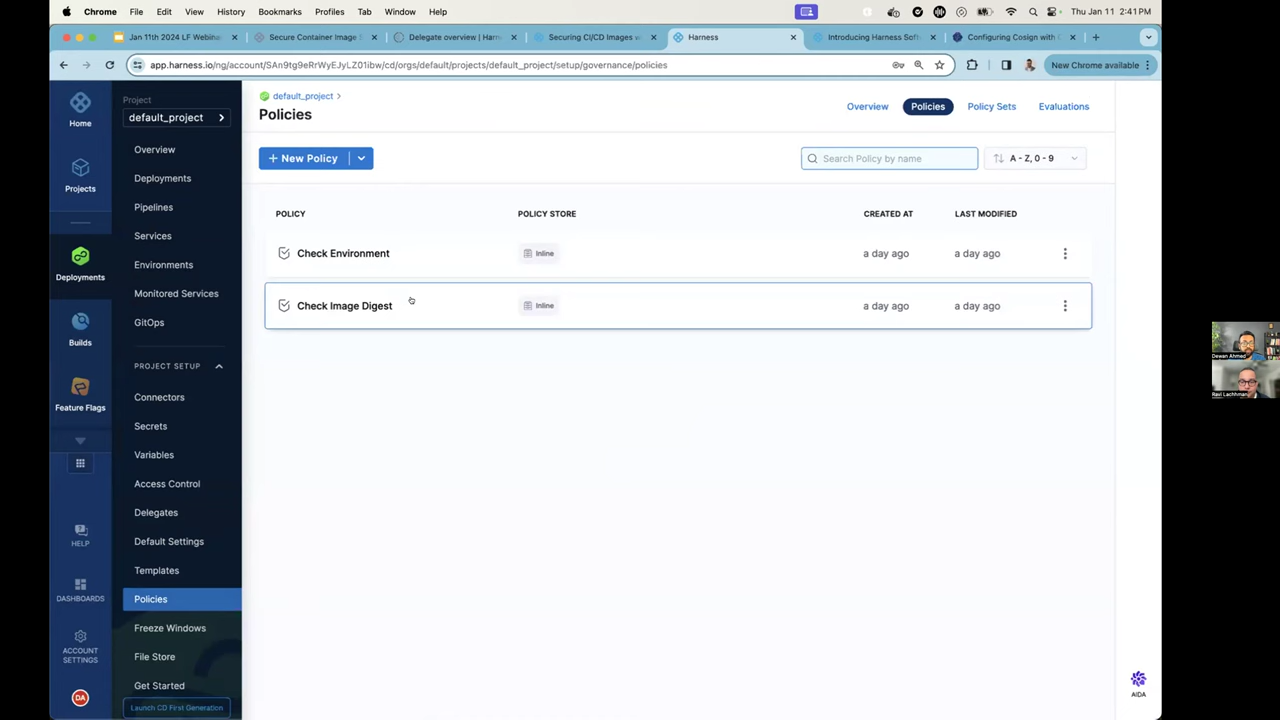 Chrome File Edit View History Bookmarks Profiles Tab Window Help Thu Jan 11 2:41 PM
Jan 11th 2024 LF Webinar Secure Container Image S Delegate overview | Harn Securing CI/CD Images w Harness Introducing Harness Soft Configuring Cosign with C
app.harness.io/ng/account/SAn9tg9eRrWyEJyLZ01ibw/cd/orgs/default/projects/default_project/setup/governance/policies New Chrome available
Home
Projects
Deployments
Builds
Feature Flags
HELP
DASHBOARDS
ACCOUNT
SETTINGS
DA
Project
default_project
Overview
Deployments
Pipelines
Services
Environments
Monitored Services
GitOps
PROJECT SETUP
Connectors
Secrets
Variables
Access Control
Delegates
Default Settings
Templates
Policies
Freeze Windows
File Store
Get Started
Launch CD First Generation
default_project >
Policies
Overview Policies Policy Sets Evaluations
+ New Policy
Search Policy by name
A - Z, 0 - 9
POLICY POLICY STORE CREATED AT LAST MODIFIED
Check Environment Inline a day ago a day ago
Check Image Digest Inline a day ago a day ago
AIDA
Dewan Ahmed
Ravi Lachhman